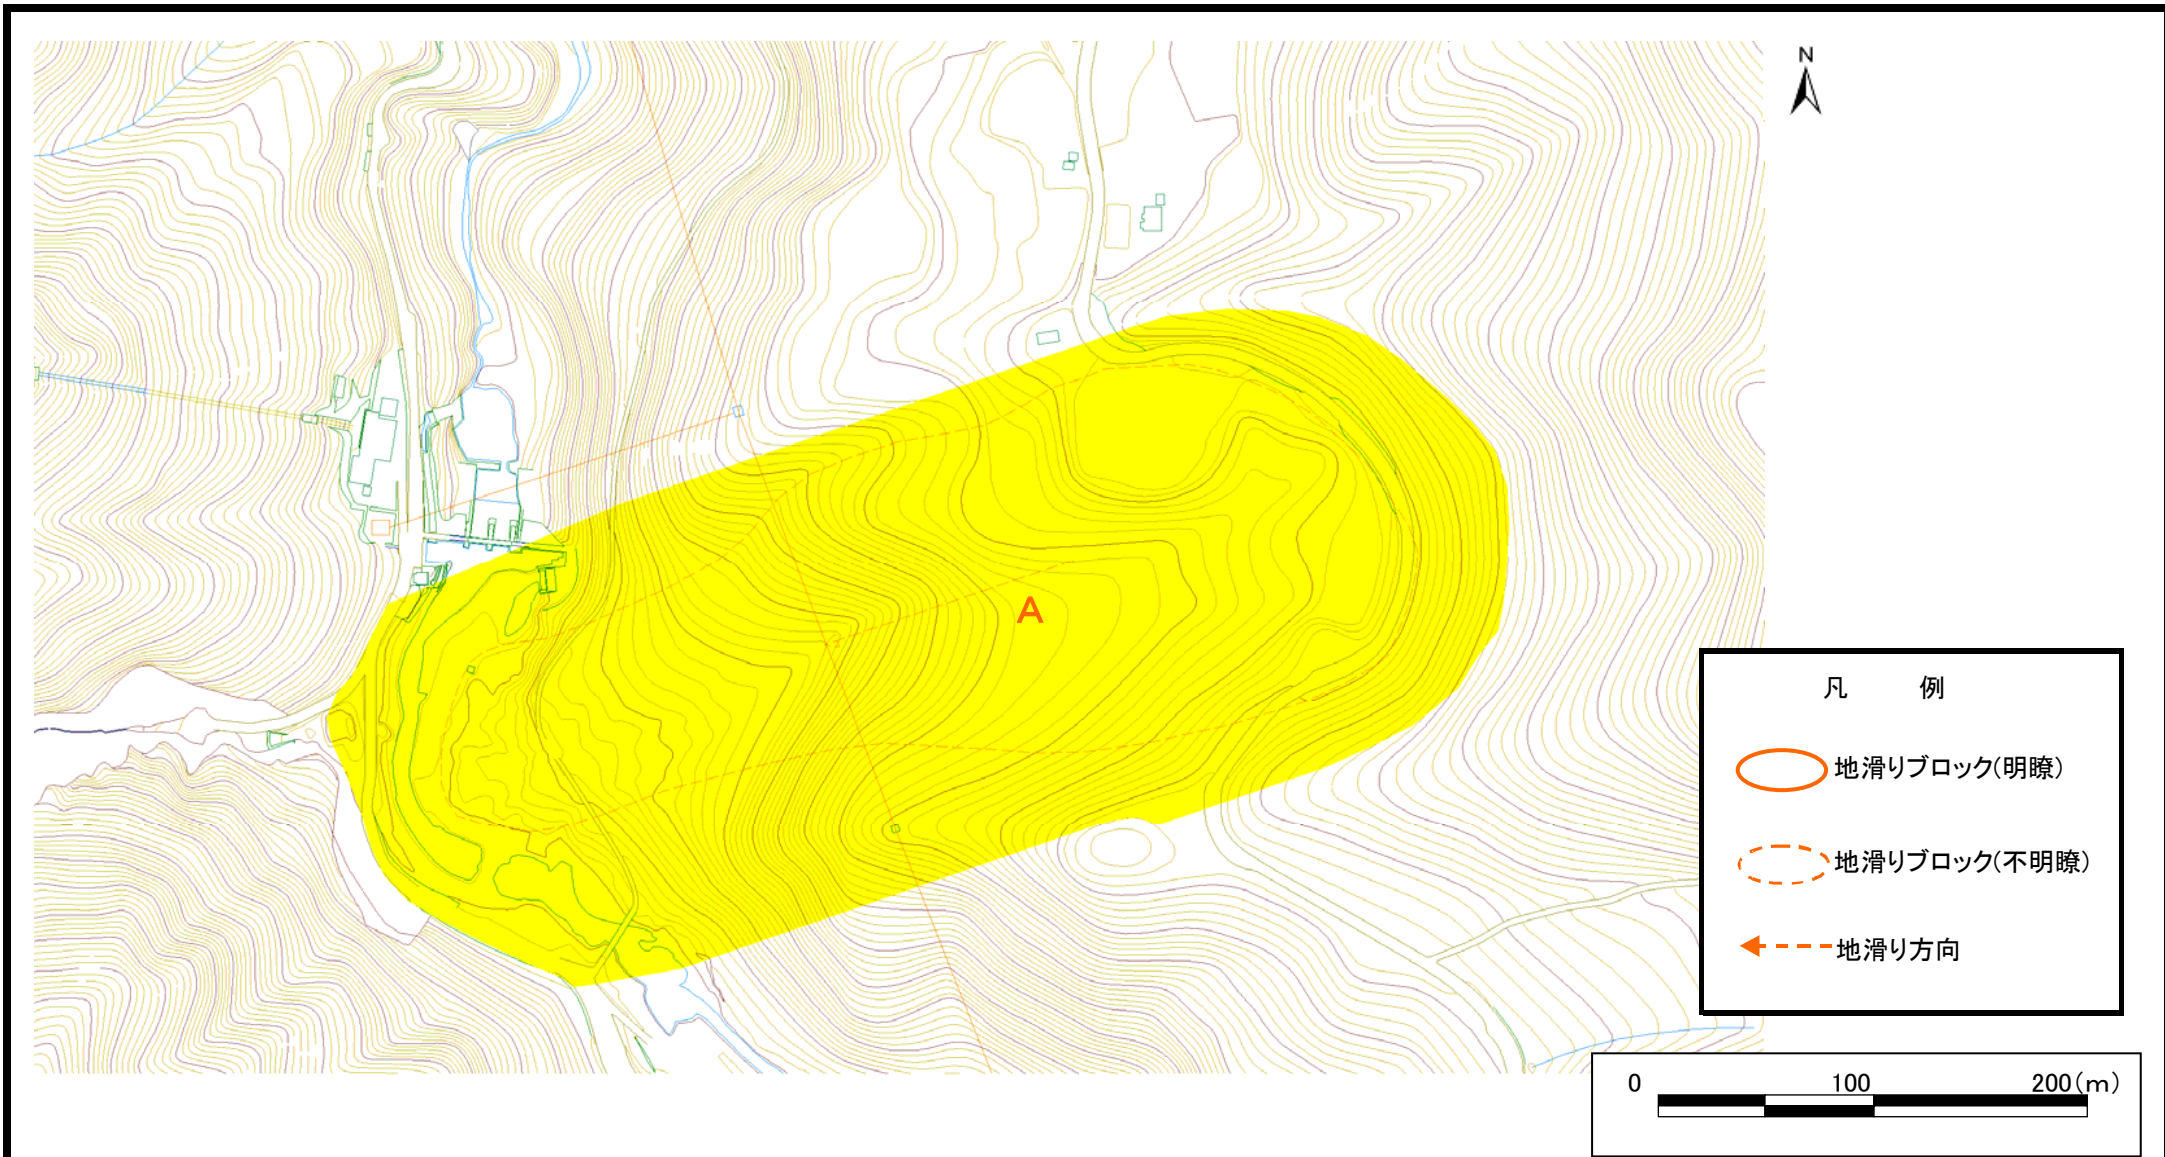 N
A
凡 例
地滑りブロック(明瞭)
地滑りブロック(不明瞭)
地滑り方向
0 100 200(m)